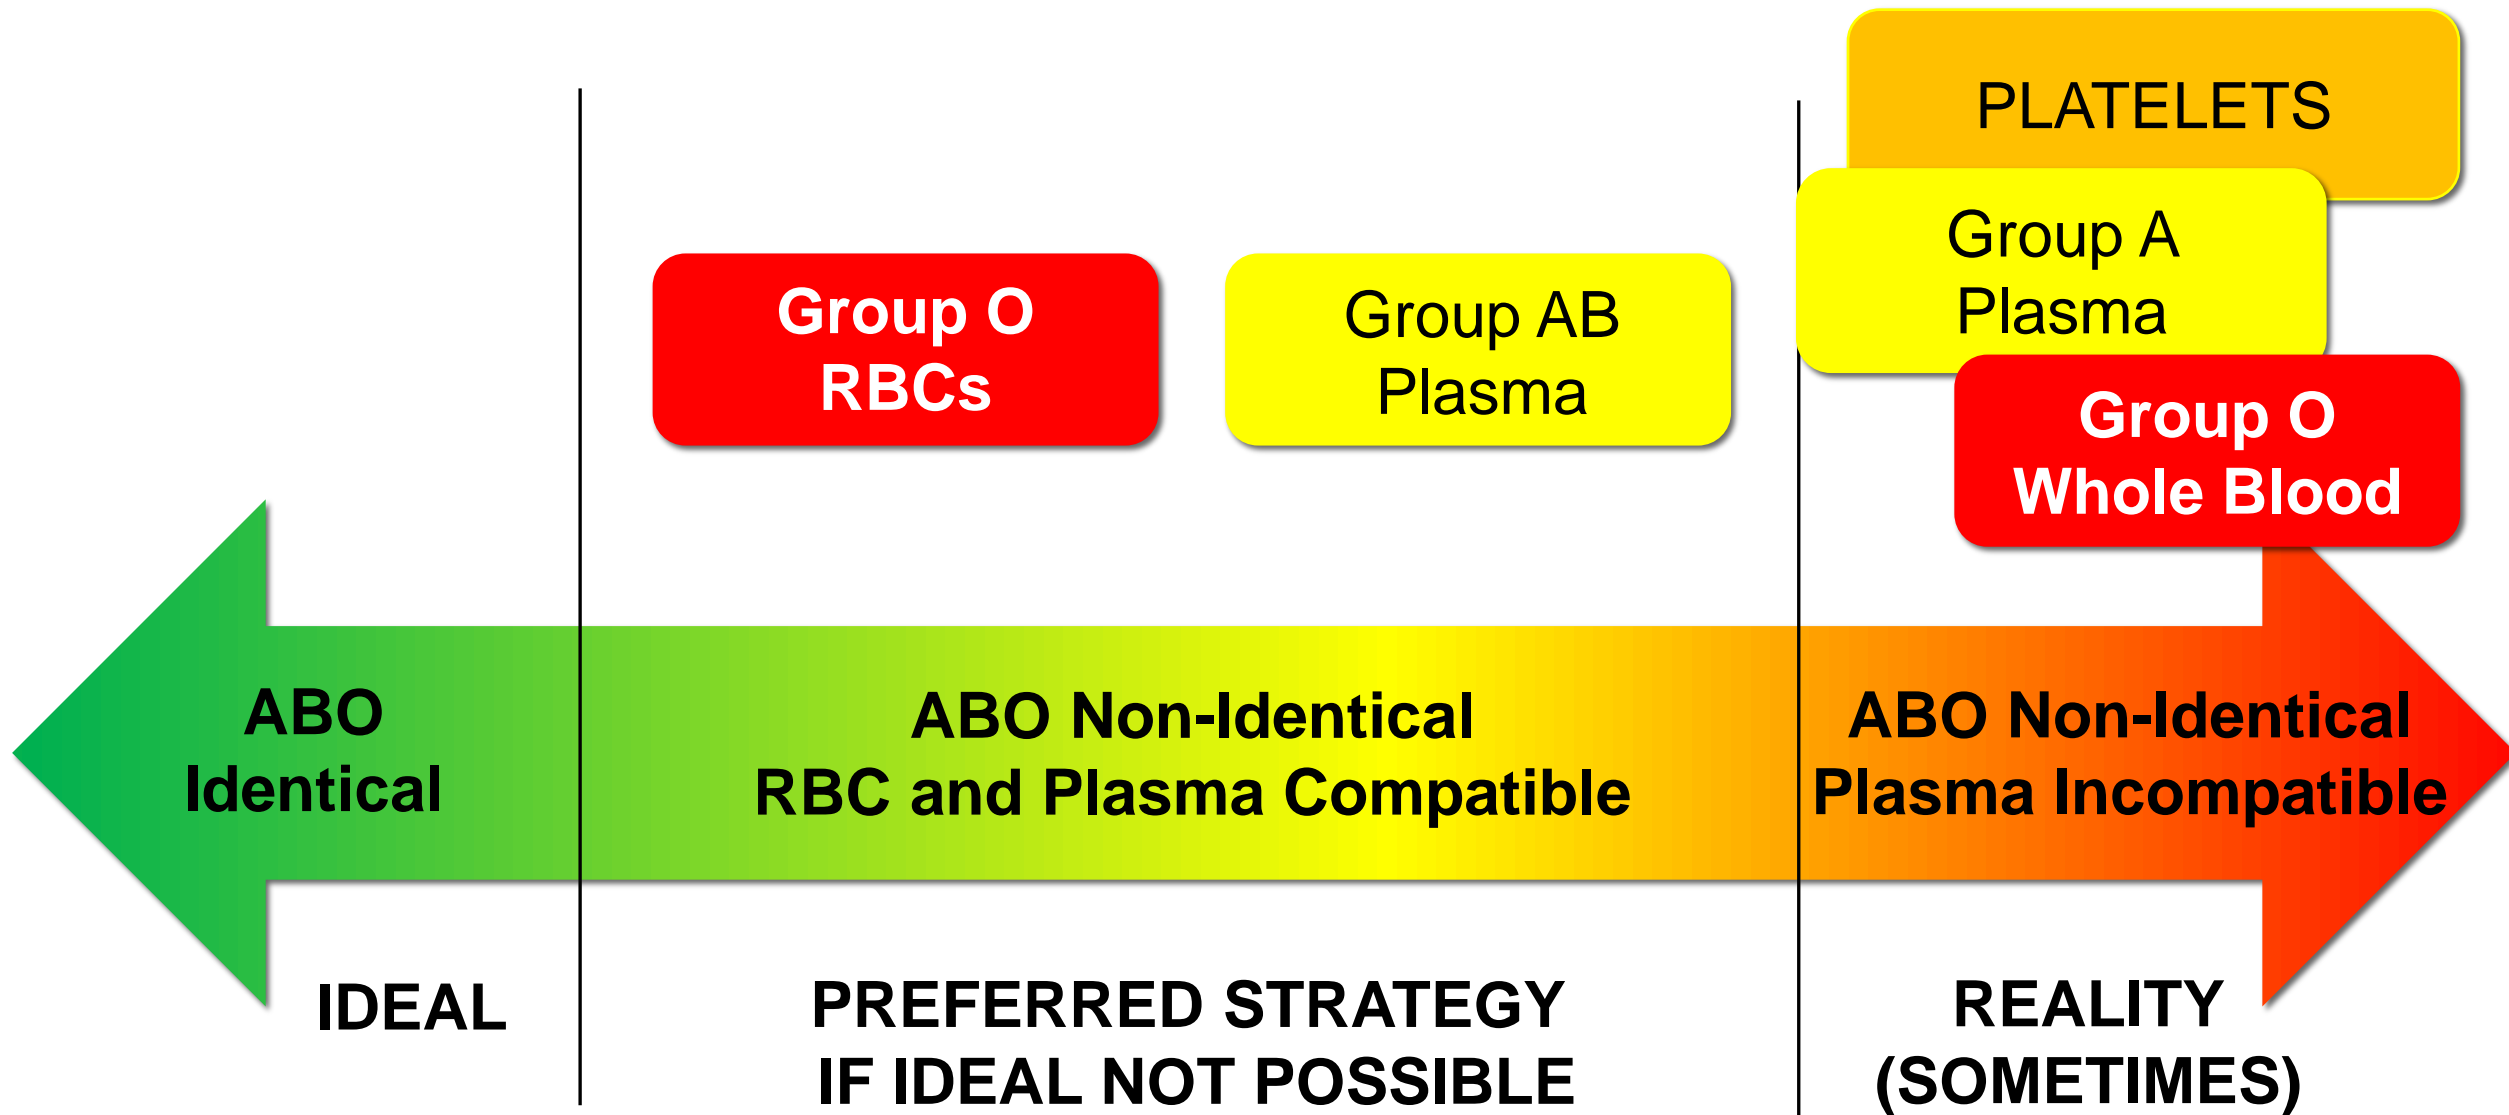 PLATELETS
Group A
Plasma
Group O
RBCs
Group AB
Plasma
Group O
Whole Blood
ABO
Identical
ABO Non-Identical
RBC and Plasma Compatible
ABO Non-Identical
Plasma Incompatible
IDEAL
PREFERRED STRATEGY
IF IDEAL NOT POSSIBLE
REALITY
(SOMETIMES)